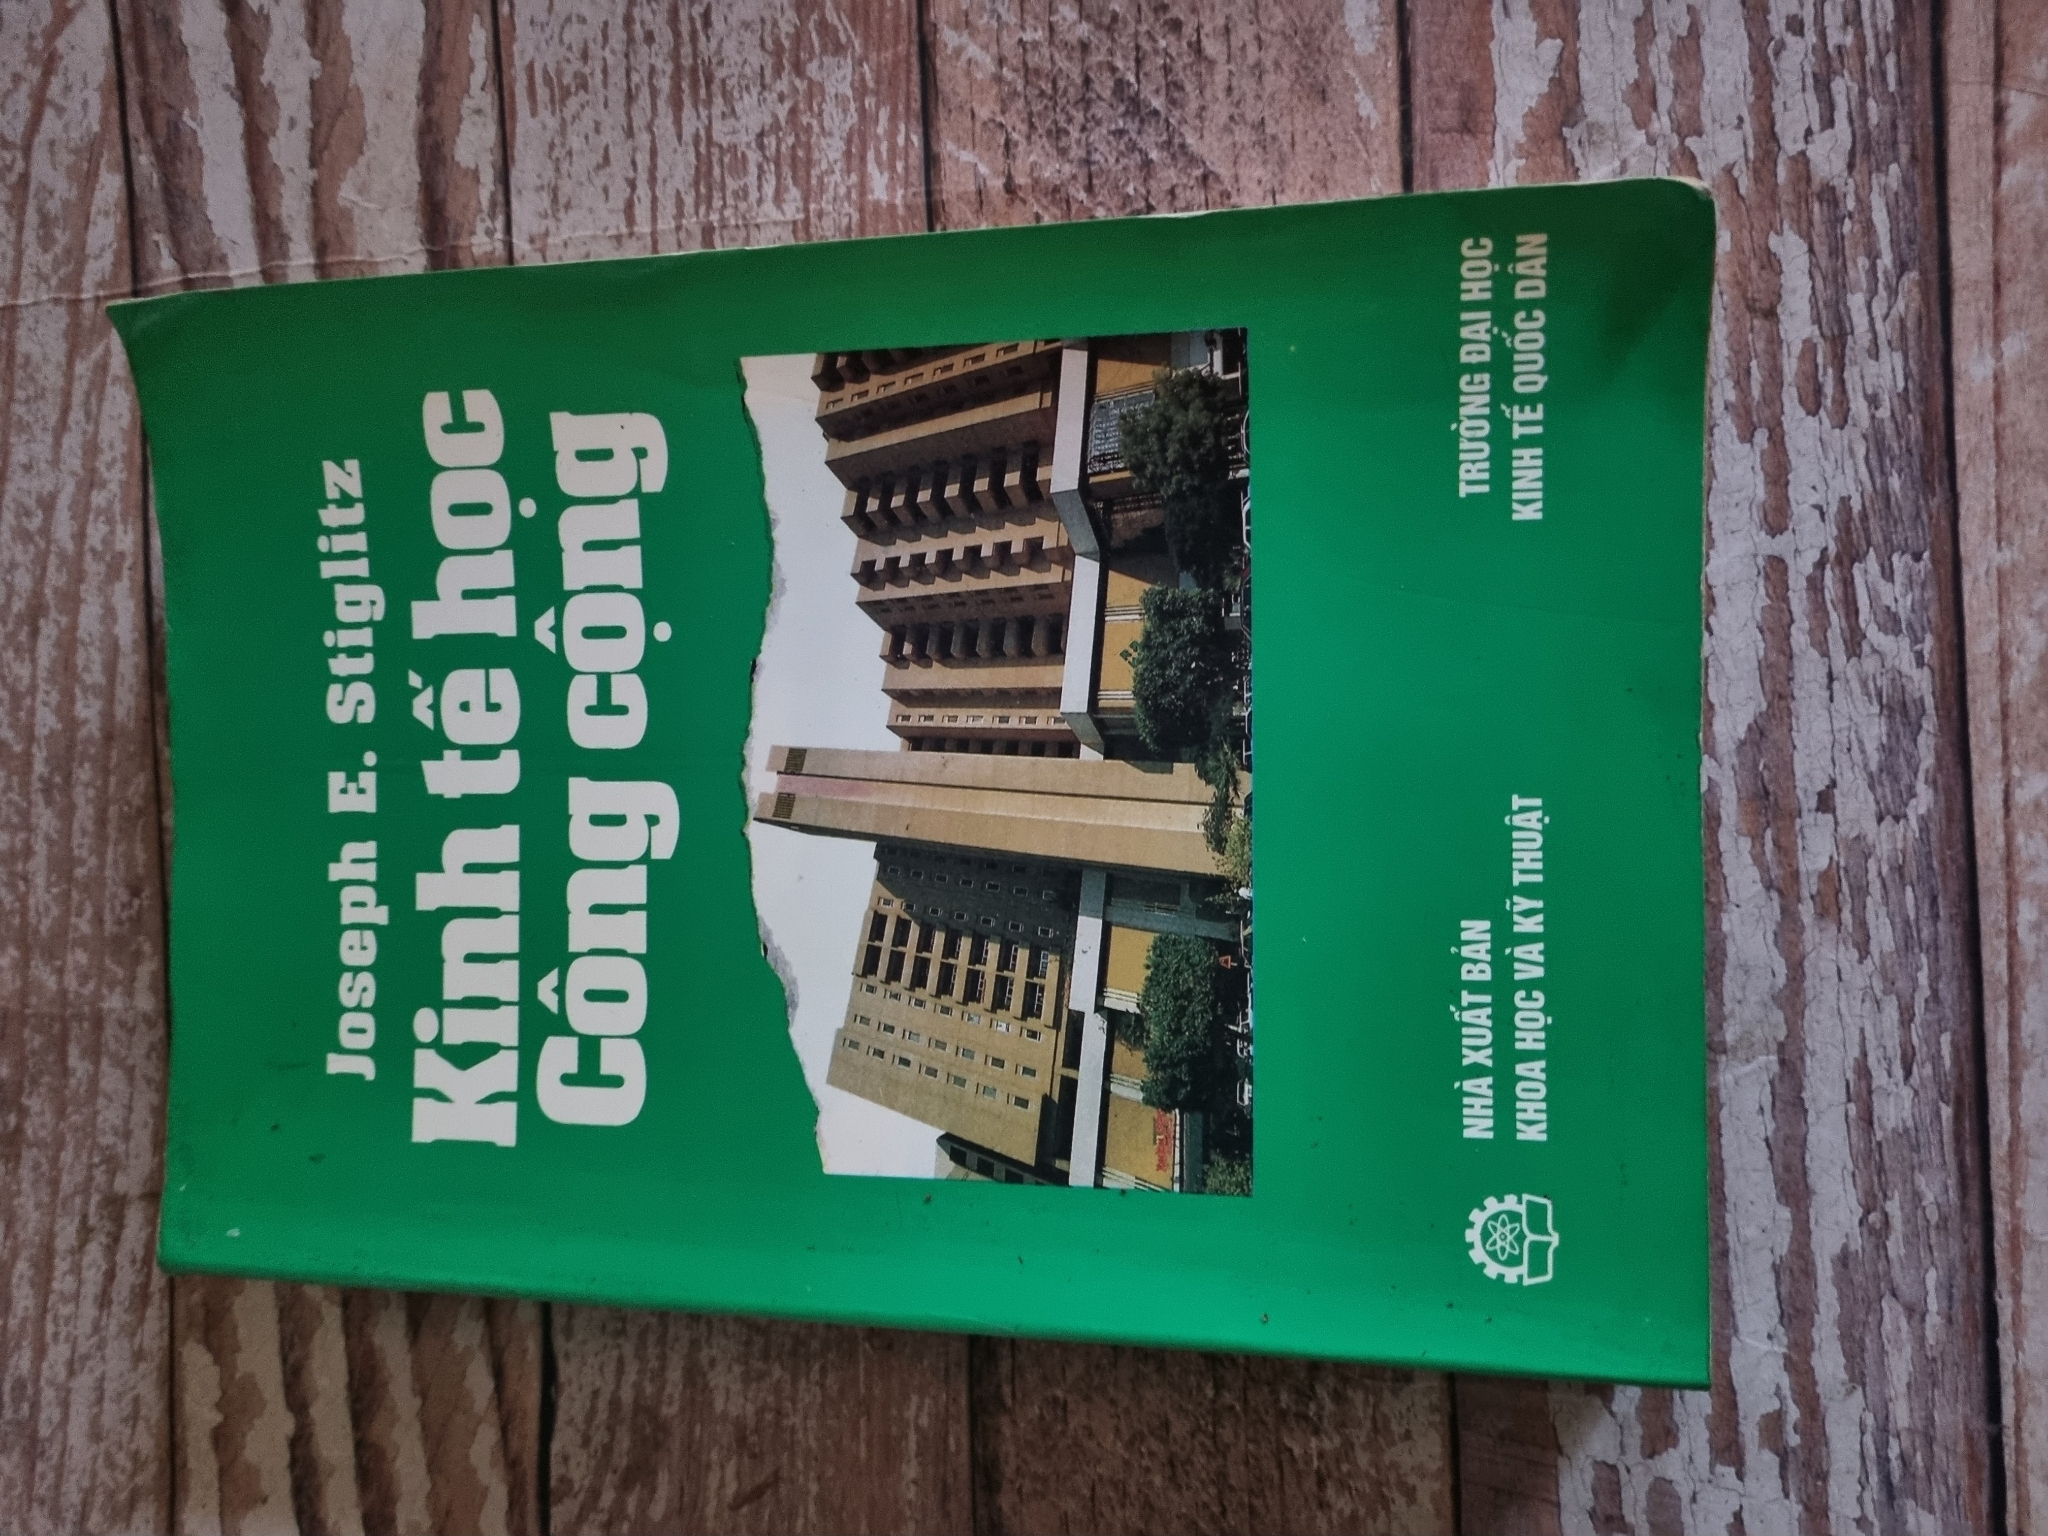 Joseph E. Stiglitz
Kinh tế học
Công cộng
NHÀ XUẤT BẢN
KHOA HỌC VÀ KỸ THUẬT
TRƯỜNG ĐẠI HỌC
KINH TẾ QUỐC DÂN